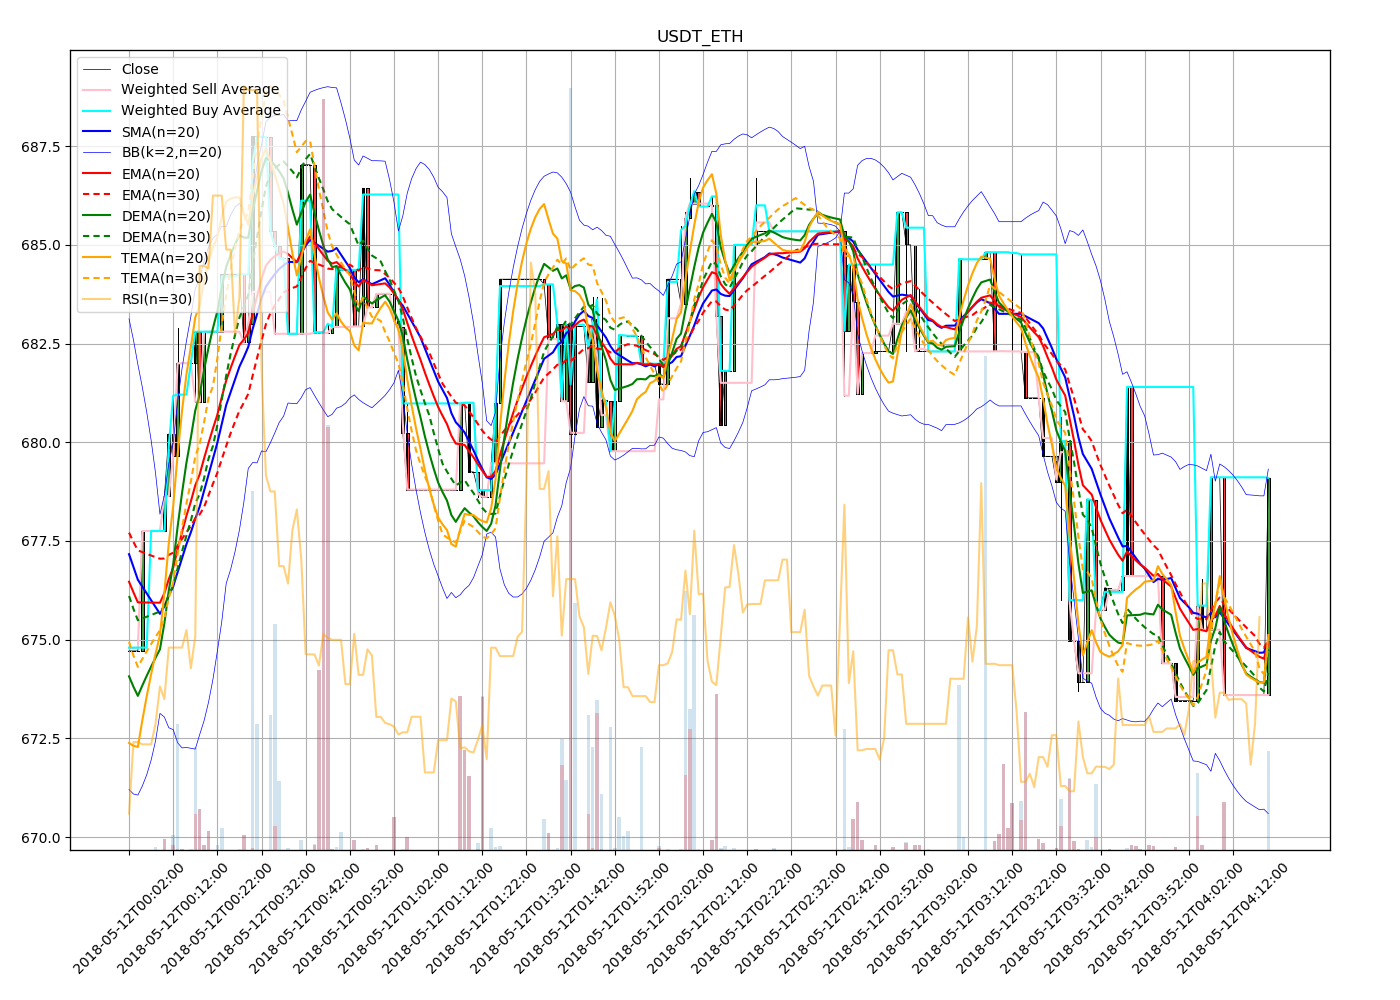 USDT_ETH
Close
Weighted Sell Average
Weighted Buy Average
SMA(n=20)
BB(k=2,n=20)
EMA(n=20)
EMA(n=30)
DEMA(n=20)
DEMA(n=30)
TEMA(n=20)
TEMA(n=30)
RSI(n=30)
687.5
685.0
682.5
680.0
677.5
675.0
672.5
670.0
2018-05-12T00:02:00
2018-05-12T00:12:00
2018-05-12T00:22:00
2018-05-12T00:32:00
2018-05-12T00:42:00
2018-05-12T00:52:00
2018-05-12T01:02:00
2018-05-12T01:12:00
2018-05-12T01:22:00
2018-05-12T01:32:00
2018-05-12T01:42:00
2018-05-12T01:52:00
2018-05-12T02:02:00
2018-05-12T02:12:00
2018-05-12T02:22:00
2018-05-12T02:32:00
2018-05-12T02:42:00
2018-05-12T02:52:00
2018-05-12T03:02:00
2018-05-12T03:12:00
2018-05-12T03:22:00
2018-05-12T03:32:00
2018-05-12T03:42:00
2018-05-12T03:52:00
2018-05-12T04:02:00
2018-05-12T04:12:00